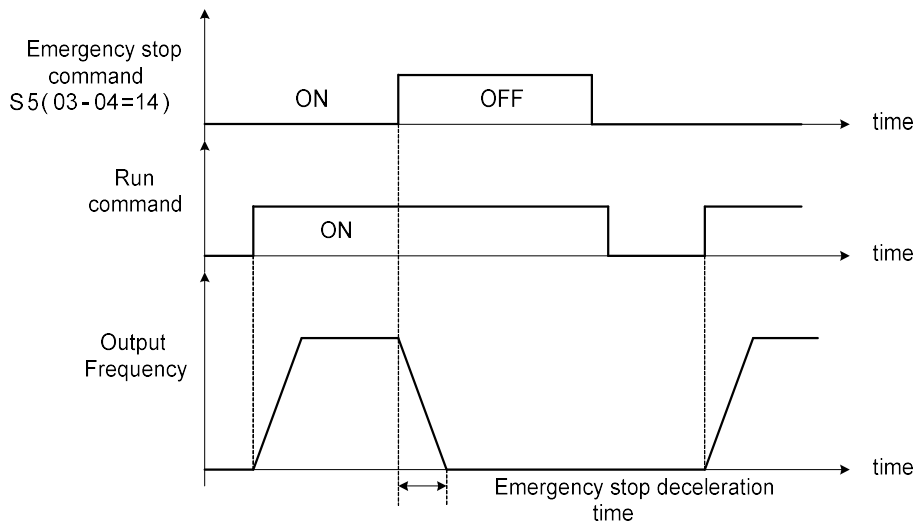 Emergency stop
command
S5(03-04=14)
ON
OFF
time
Run
command
ON
time
Output
Frequency
time
Emergency stop deceleration
time